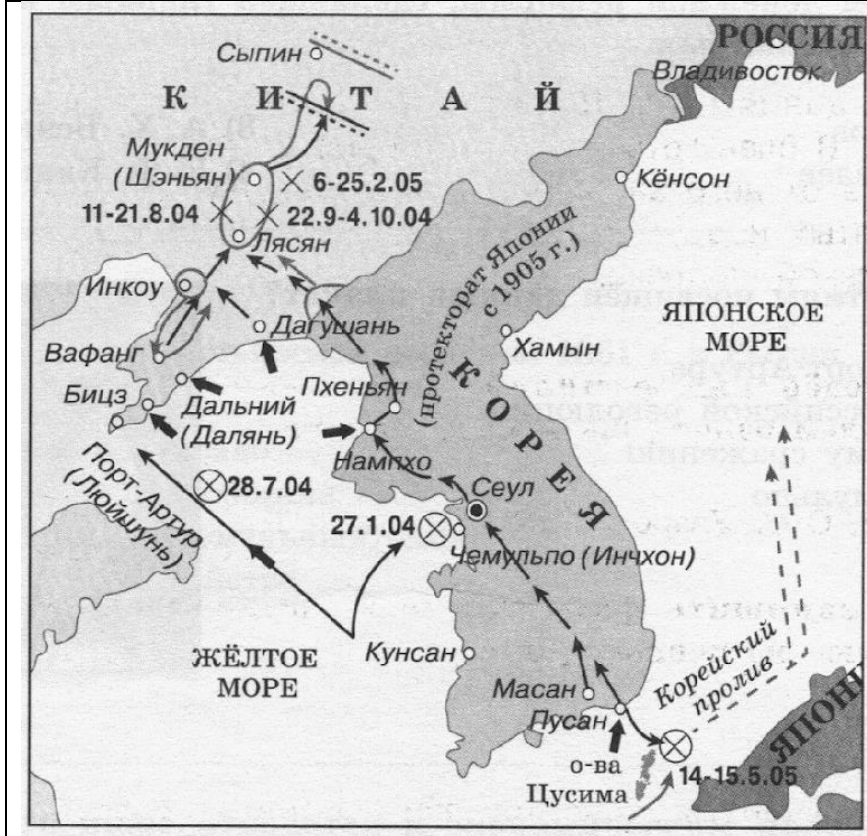 РОССИЯ
Сыпин
Владивосток
КИТАЙ
Мукден
(Шэньян)
6-25.2.05
Кёнсон
11-21.8.04
22.9-4.10.04
Лясян
(протекторат Японии
с 1905 г.)
Инкоу
Дагушань
ЯПОНСКОЕ
МОРЕ
Вафанг
Хамын
Пхеньян
КОРЕЯ
Бицз
Дальний
(Далянь)
Нампхо
Порт-Артур
(Люйшунь)
28.7.04
Сеул
27.1.04
Чемульпо (Инчхон)
ЖЁЛТОЕ
МОРЕ
Кунсан
Корейский
пролив
Масан
Пусан
ЯПОН
о-ва
Цусима
14-15.5.05